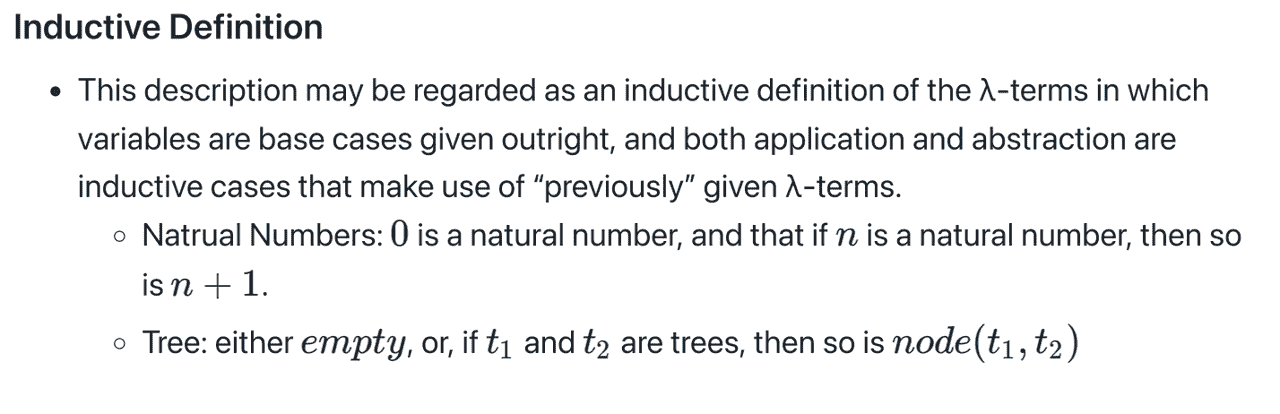 Inductive Definition
• This description may be regarded as an inductive definition of the λ-terms in which
variables are base cases given outright, and both application and abstraction are
inductive cases that make use of “previously” given λ-terms.
○ Natrual Numbers: 0 is a natural number, and that if n is a natural number, then so
is n + 1.
○ Tree: either empty, or, if t₁ and t₂ are trees, then so is node(t₁, t₂)